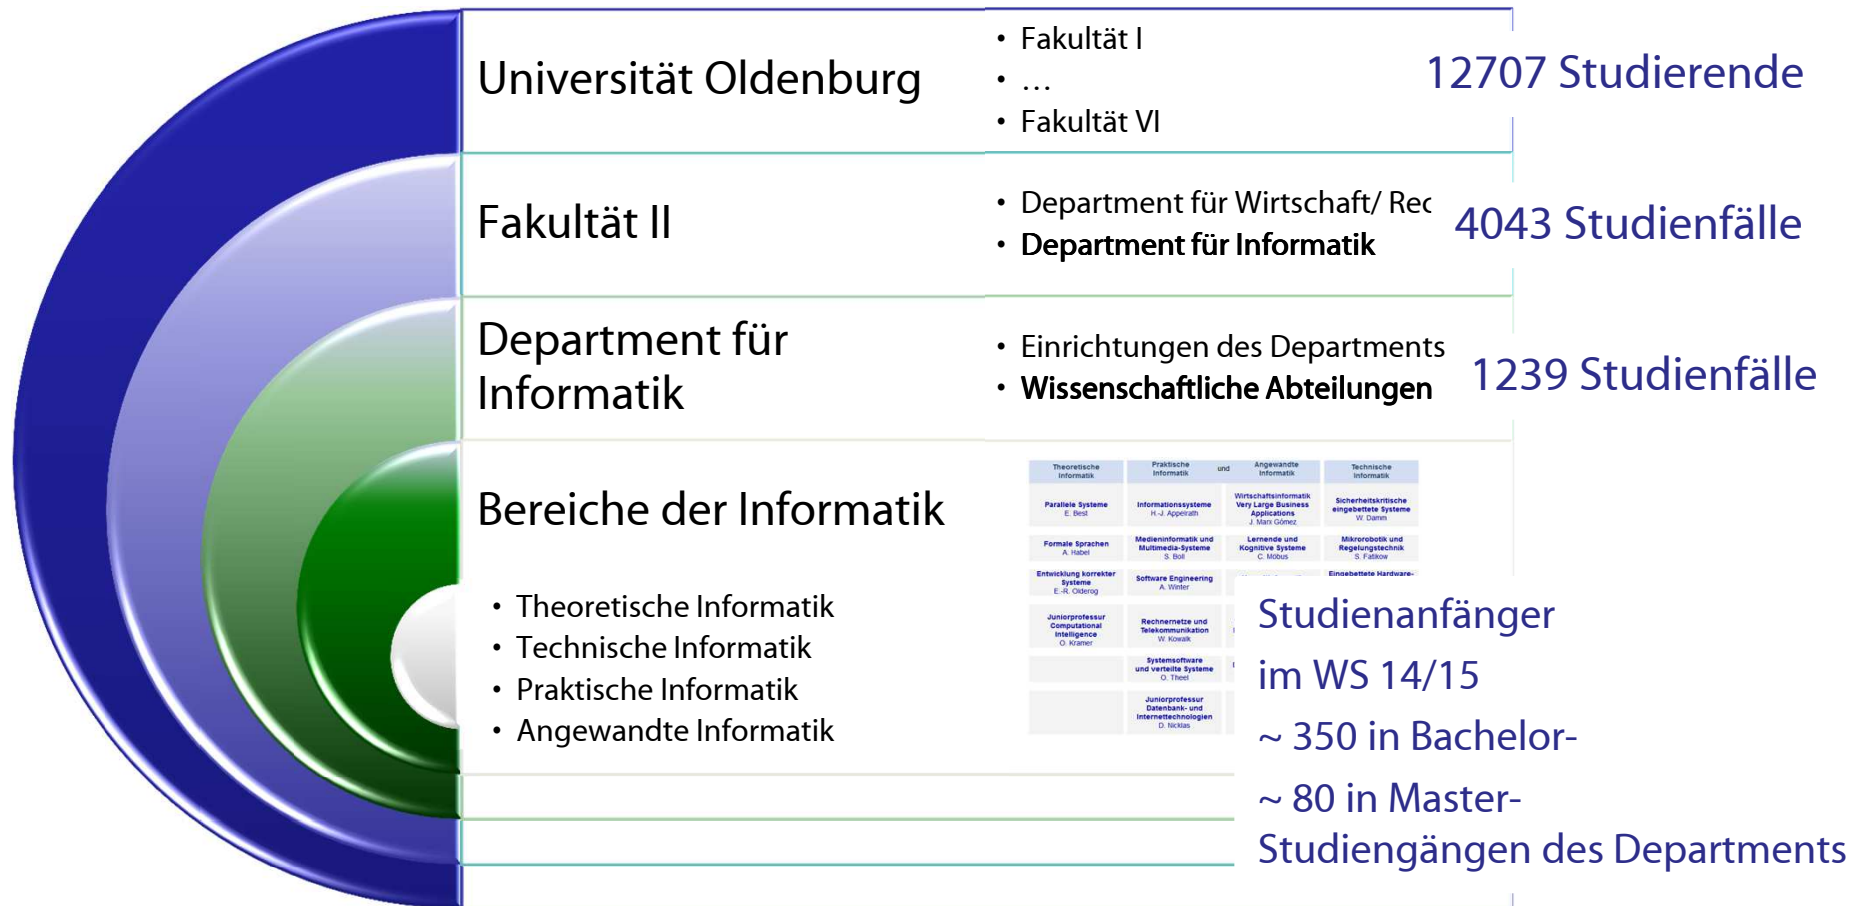 Universität Oldenburg
• Fakultät I
• …
• Fakultät VI
12707 Studierende
Fakultät II
• Department für Wirtschaft/ Rec
• Department für Informatik
4043 Studienfälle
Department für
Informatik
• Einrichtungen des Departments
• Wissenschaftliche Abteilungen
1239 Studienfälle
Bereiche der Informatik
• Theoretische Informatik
• Technische Informatik
• Praktische Informatik
• Angewandte Informatik
Theoretische
Informatik
Praktische
Informatik
und
Angewandte
Informatik
Technische
Informatik
Parallele Systeme
E. Best
Informationssysteme
H.-J. Appelrath
Wirtschaftsinformatik
Very Large Business
Applications
J. Marx Gómez
Sicherheitskritische
eingebettete Systeme
W. Damm
Formale Sprachen
A. Habel
Medieninformatik und
Multimedia-Systeme
S. Boll
Lernende und
Kognitive Systeme
C. Möbus
Mikrorobotik und
Regelungstechnik
S. Fatikow
Entwicklung korrekter
Systeme
E.-R. Olderog
Software Engineering
A. Winter
Eingebettete Hardware-
Juniorprofessur
Computational
Intelligence
O. Kramer
Rechnernetze und
Telekommunikation
W. Kowalk
Systemsoftware
und verteilte Systeme
O. Theel
Juniorprofessur
Datenbank- und
Internettechnologien
D. Nicklas
Studienanfänger
im WS 14/15
~ 350 in Bachelor-
~ 80 in Master-
Studiengängen des Departments